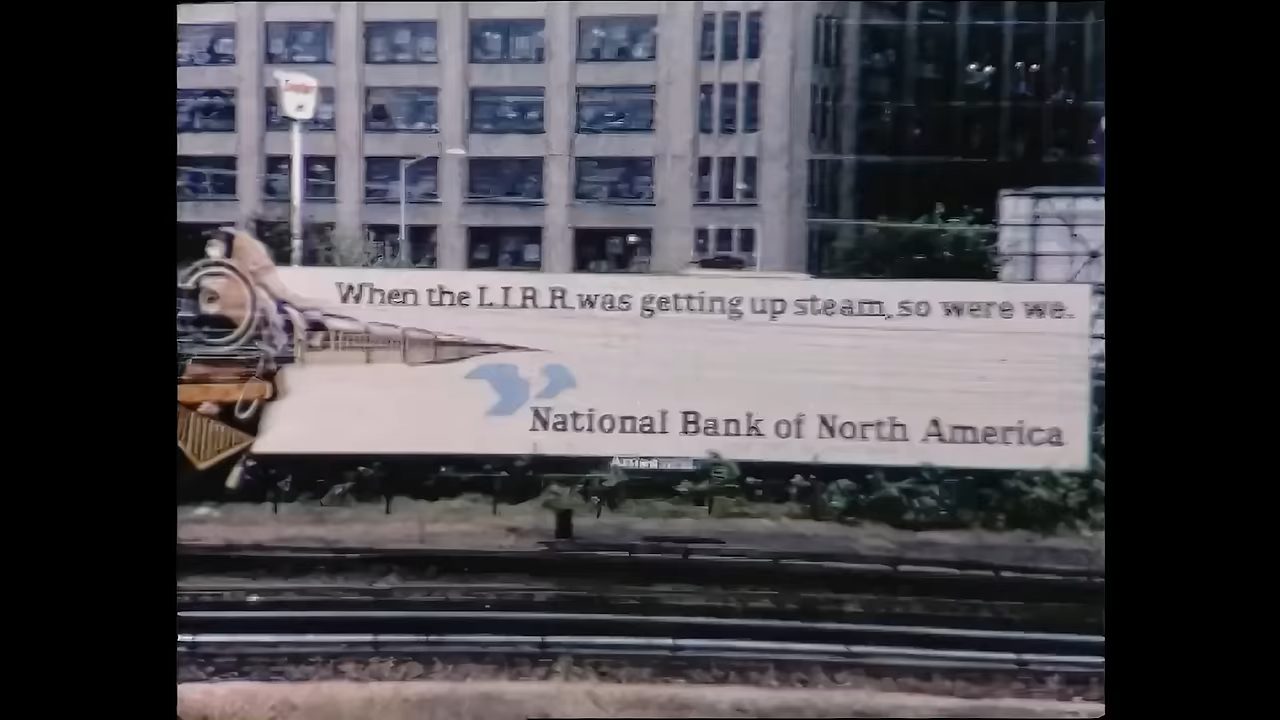 When the L.I.R.R. was getting up steam, so were we.
National Bank of North America